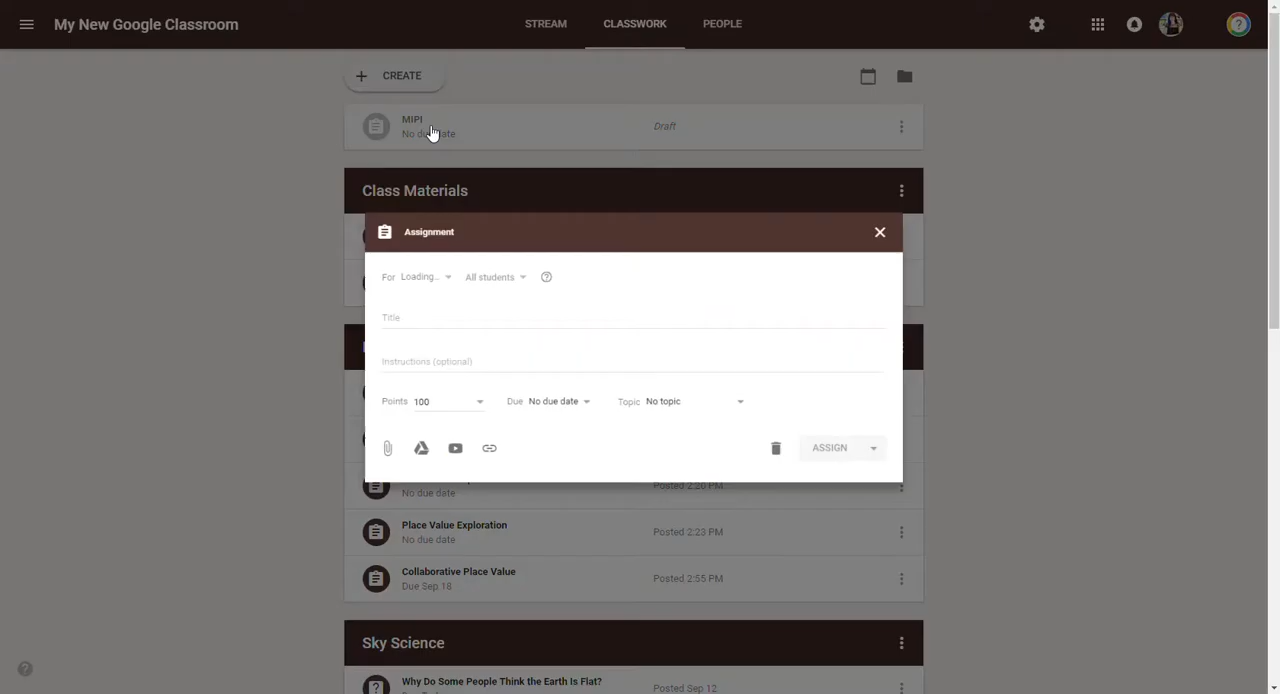 My New Google Classroom
STREAM
CLASSWORK
PEOPLE
CREATE
MIPI
No due date
Draft
Class Materials
Assignment
For Loading... All students
Title
Instructions (optional)
Points 100 Due No due date Topic No topic
ASSIGN
No due date
Posted 2:20 PM
Place Value Exploration
No due date
Posted 2:23 PM
Collaborative Place Value
Due Sep 18
Posted 2:55 PM
Sky Science
Why Do Some People Think the Earth Is Flat?
Posted Sep 12